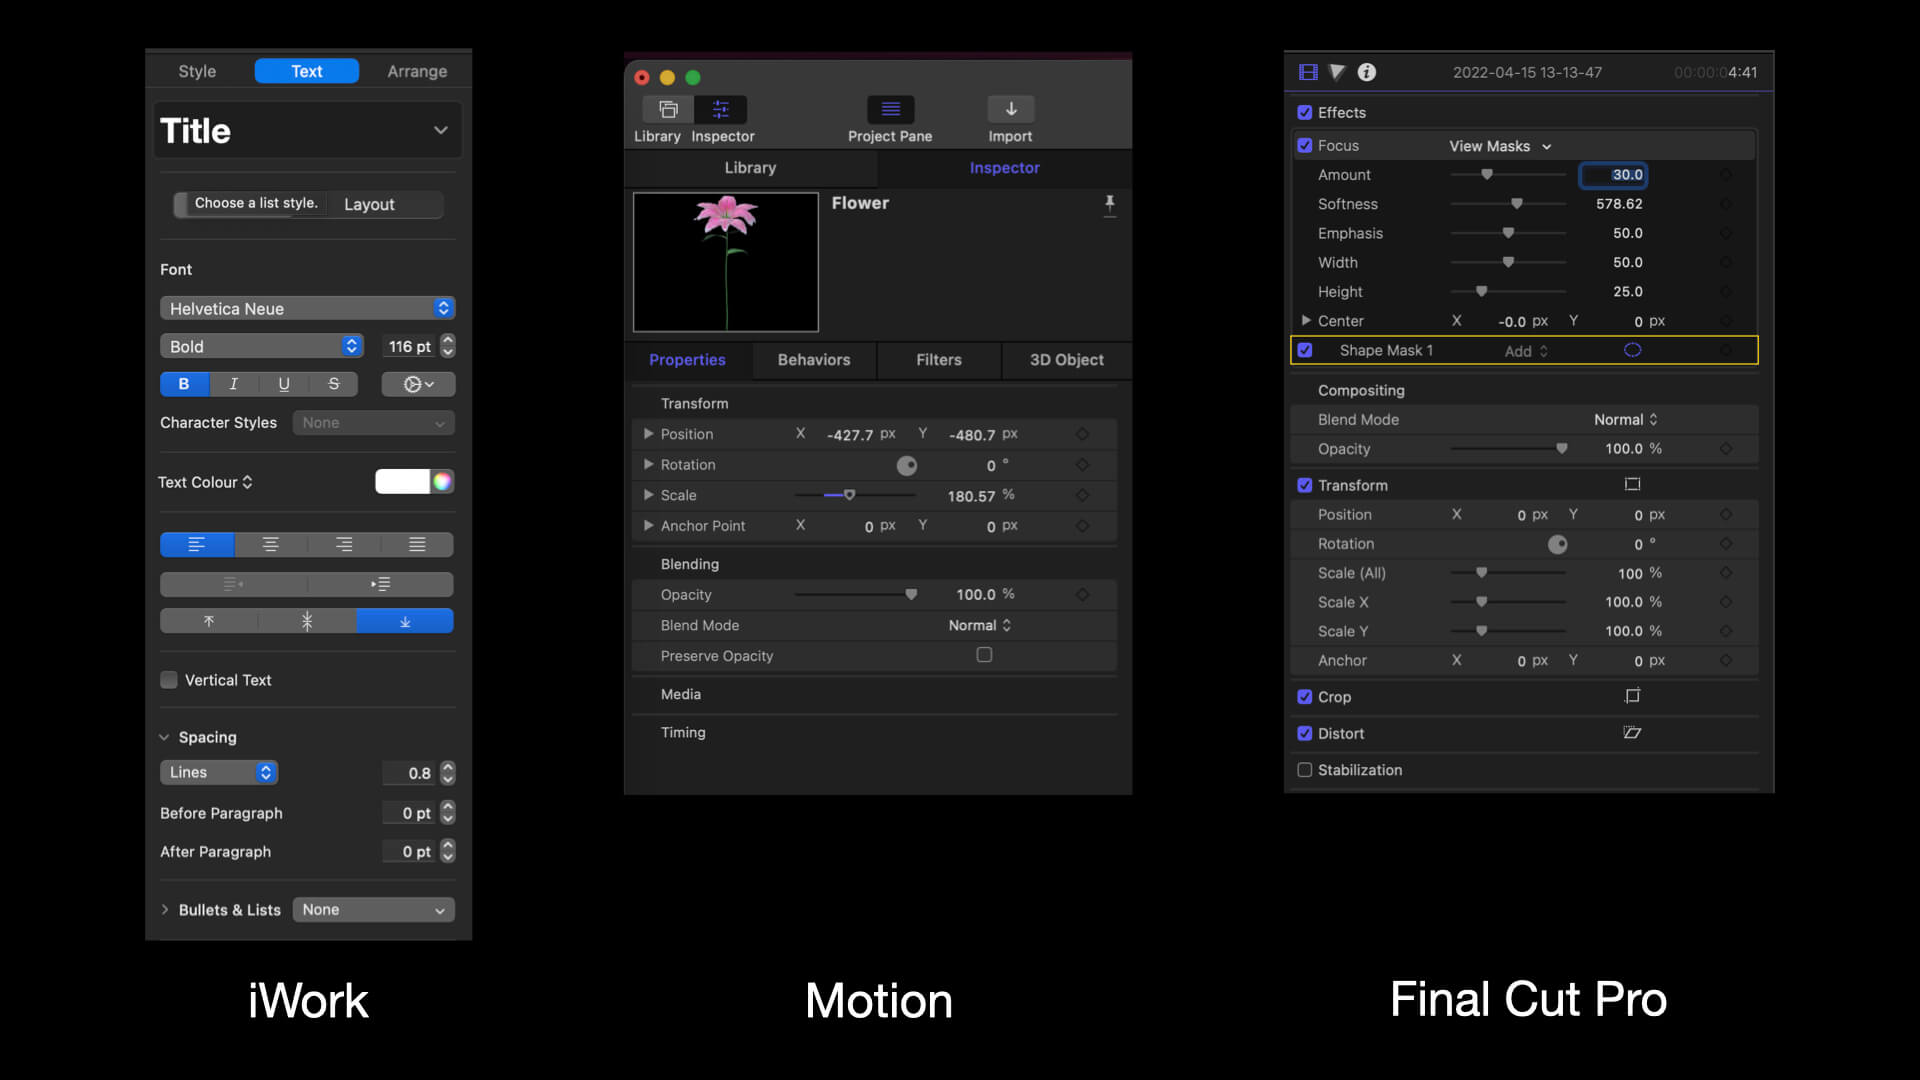 Style Text Arrange
Title
Choose a list style. Layout
Font
Helvetica Neue
Bold 116 pt
B I U S
Character Styles None
Text Colour
Vertical Text
Spacing
Lines 0.8
Before Paragraph 0 pt
After Paragraph 0 pt
Bullets & Lists None
iWork
Library Inspector Project Pane Import
Library Inspector
Flower
Properties Behaviors Filters 3D Object
Transform
Position X -427.7 px Y -480.7 px
Rotation 0 °
Scale 180.57 %
Anchor Point X 0 px Y 0 px
Blending
Opacity 100.0 %
Blend Mode Normal
Preserve Opacity
Media
Timing
Motion
2022-04-15 13-13-47 00:00:04:41
Effects
Focus View Masks
Amount 30.0
Softness 578.62
Emphasis 50.0
Width 50.0
Height 25.0
Center X -0.0 px Y 0 px
Shape Mask 1 Add
Compositing
Blend Mode Normal
Opacity 100.0 %
Transform
Position X 0 px Y 0 px
Rotation 0 °
Scale (All) 100 %
Scale X 100.0 %
Scale Y 100.0 %
Anchor X 0 px Y 0 px
Crop
Distort
Stabilization
Final Cut Pro